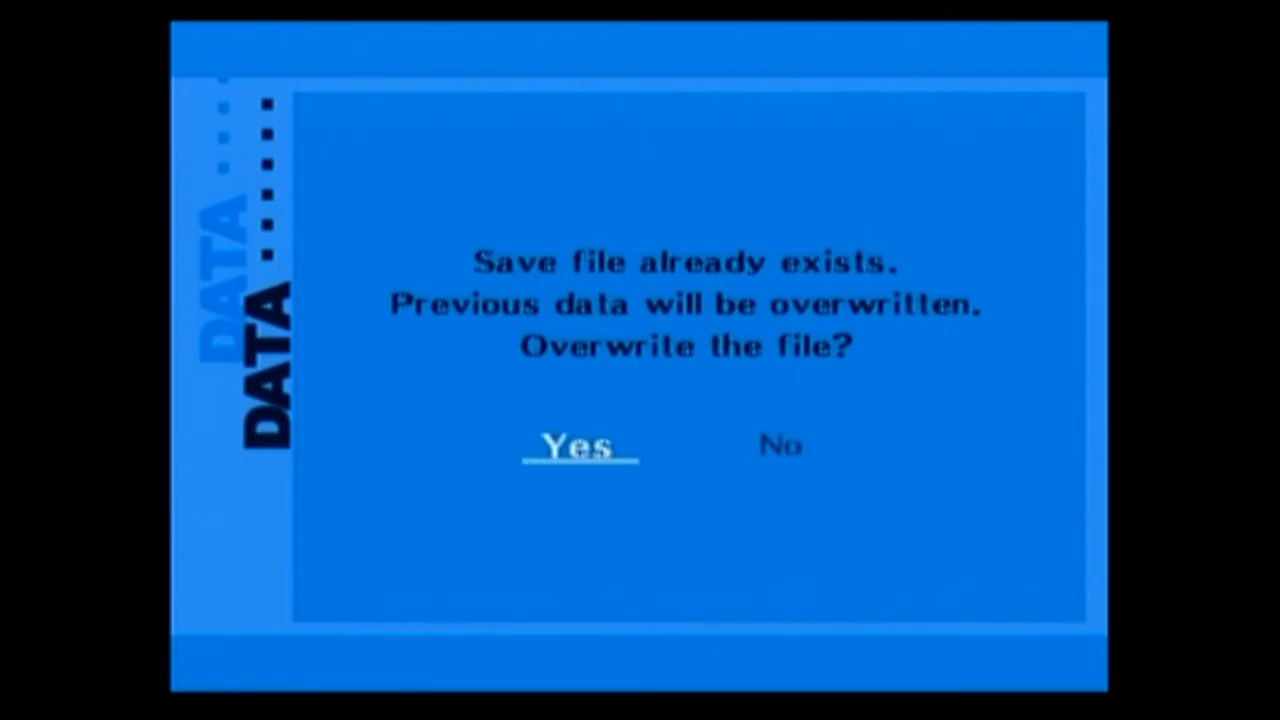 DATA
DATA
Save file already exists.
Previous data will be overwritten.
Overwrite the file?
Yes No